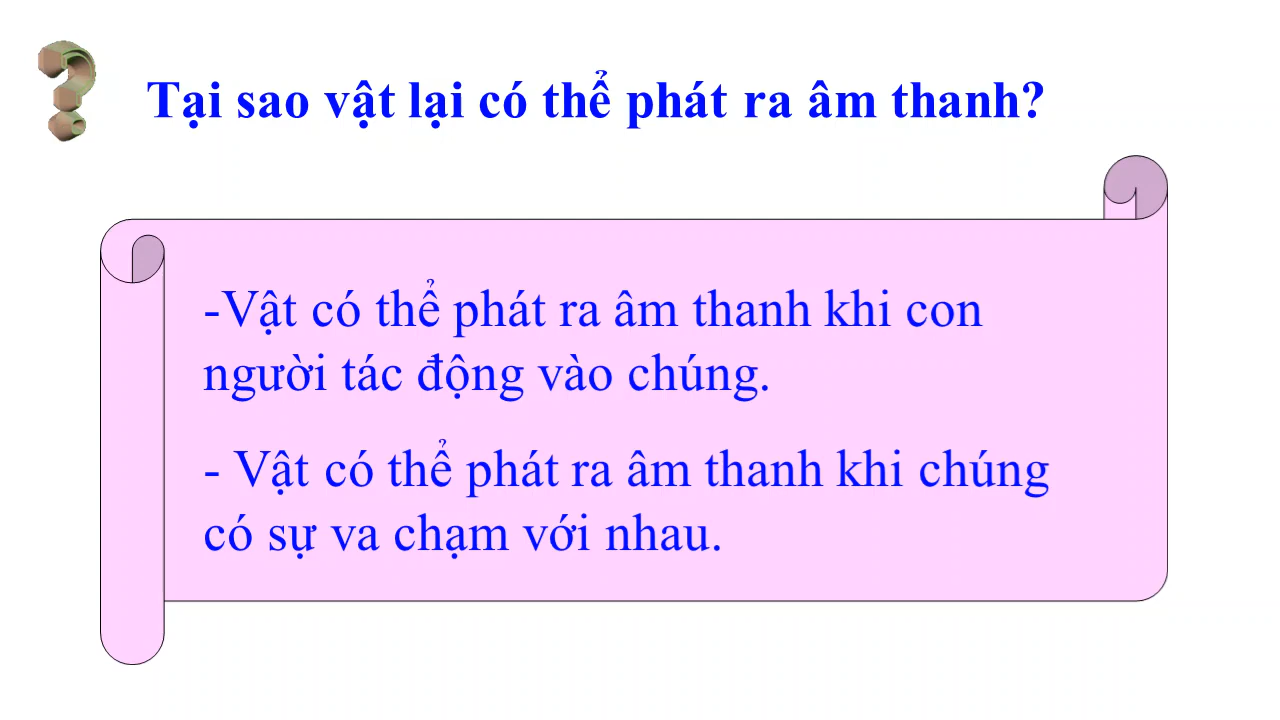 Tại sao vật lại có thể phát ra âm thanh?
-Vật có thể phát ra âm thanh khi con
người tác động vào chúng.
- Vật có thể phát ra âm thanh khi chúng
có sự va chạm với nhau.